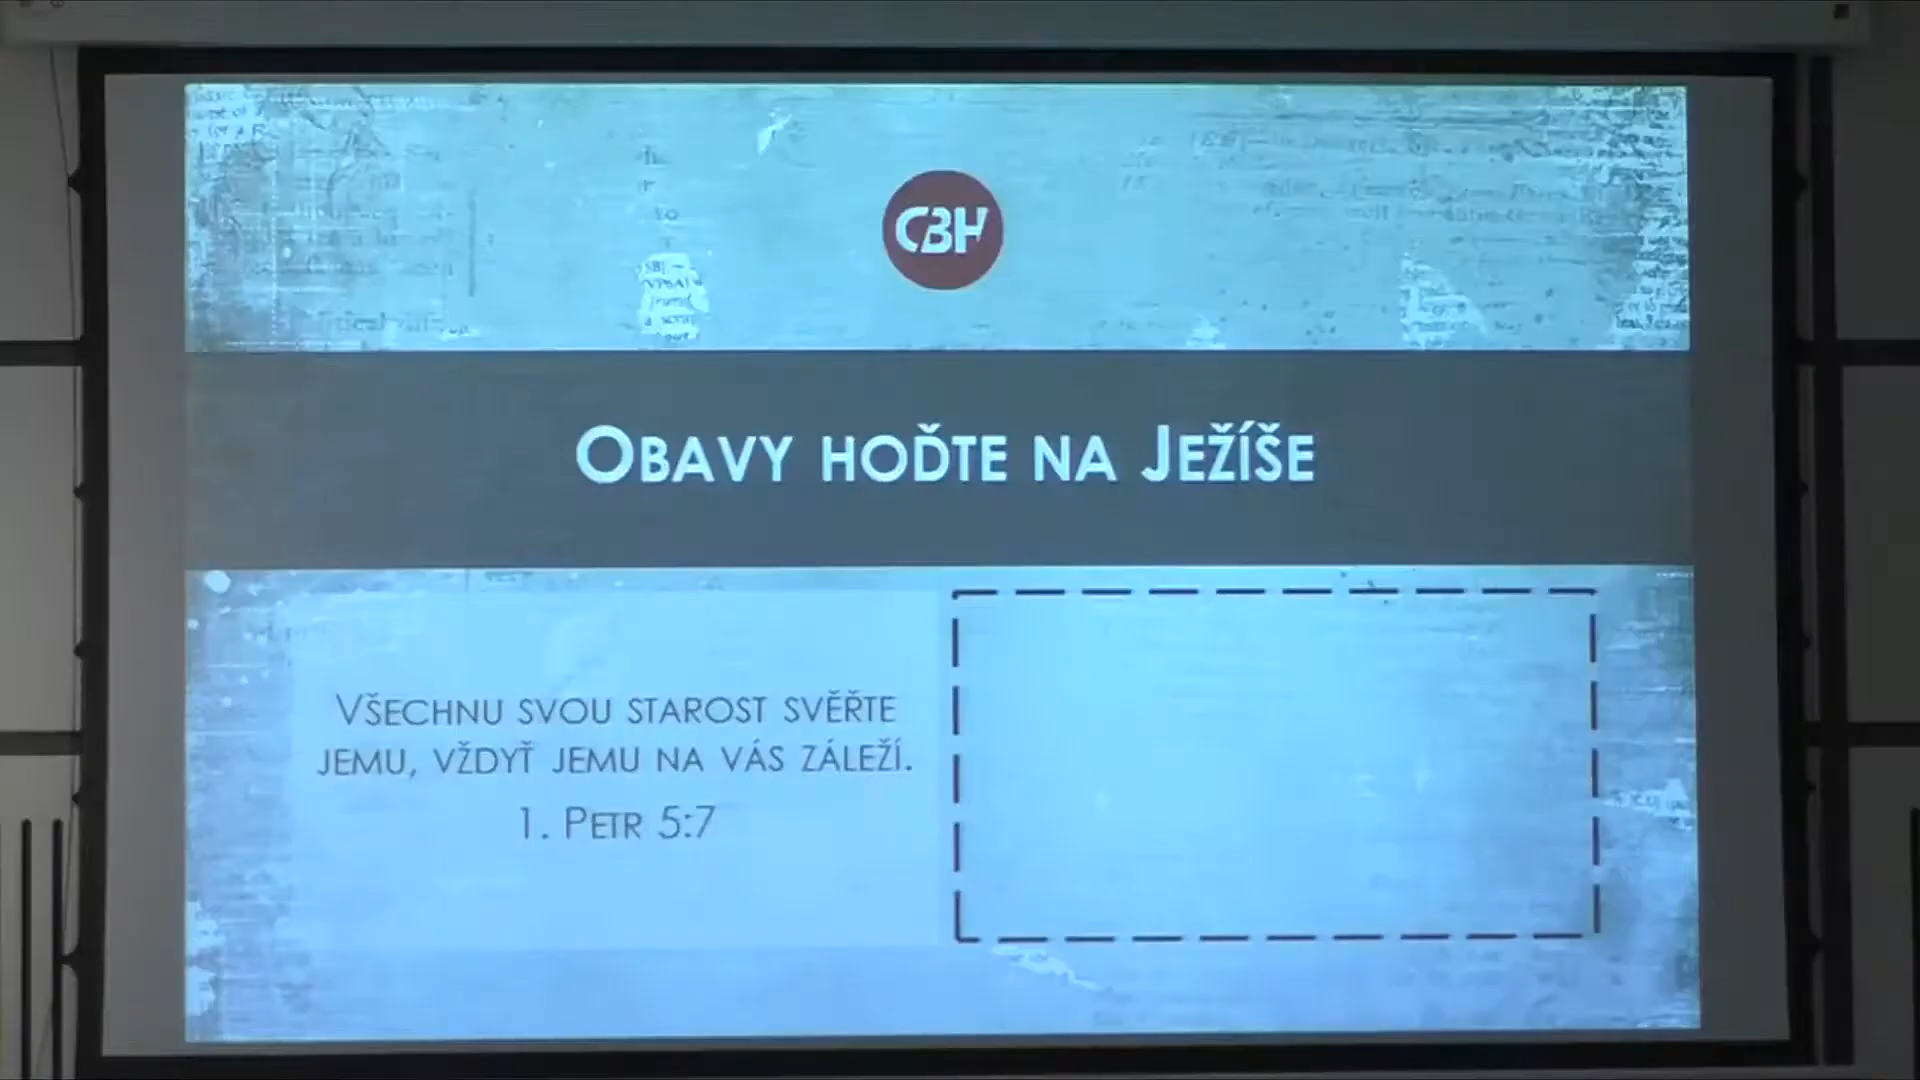 CBH
Obavy hoďte na Ježíše
Všechnu svou starost svěřte
jemu, vždyť jemu na vás záleží.
1. Petr 5:7